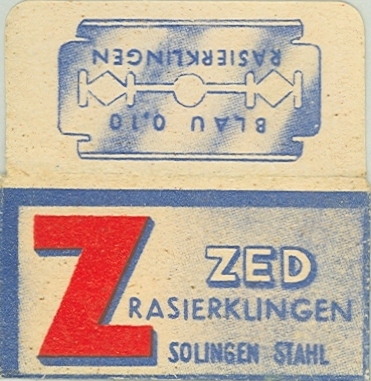 RASIERKLINGEN
BLAU 0,10
Z ZED
RASIERKLINGEN
SOLINGEN STAHL